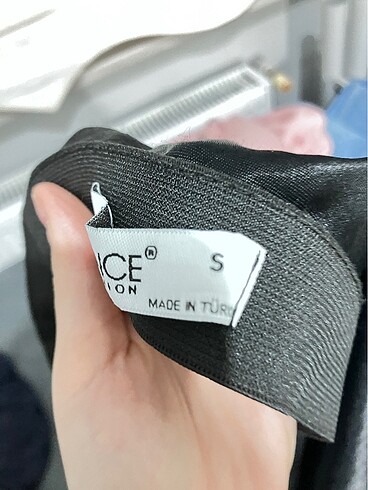 ICE ® S
ION
MADE IN TÜR